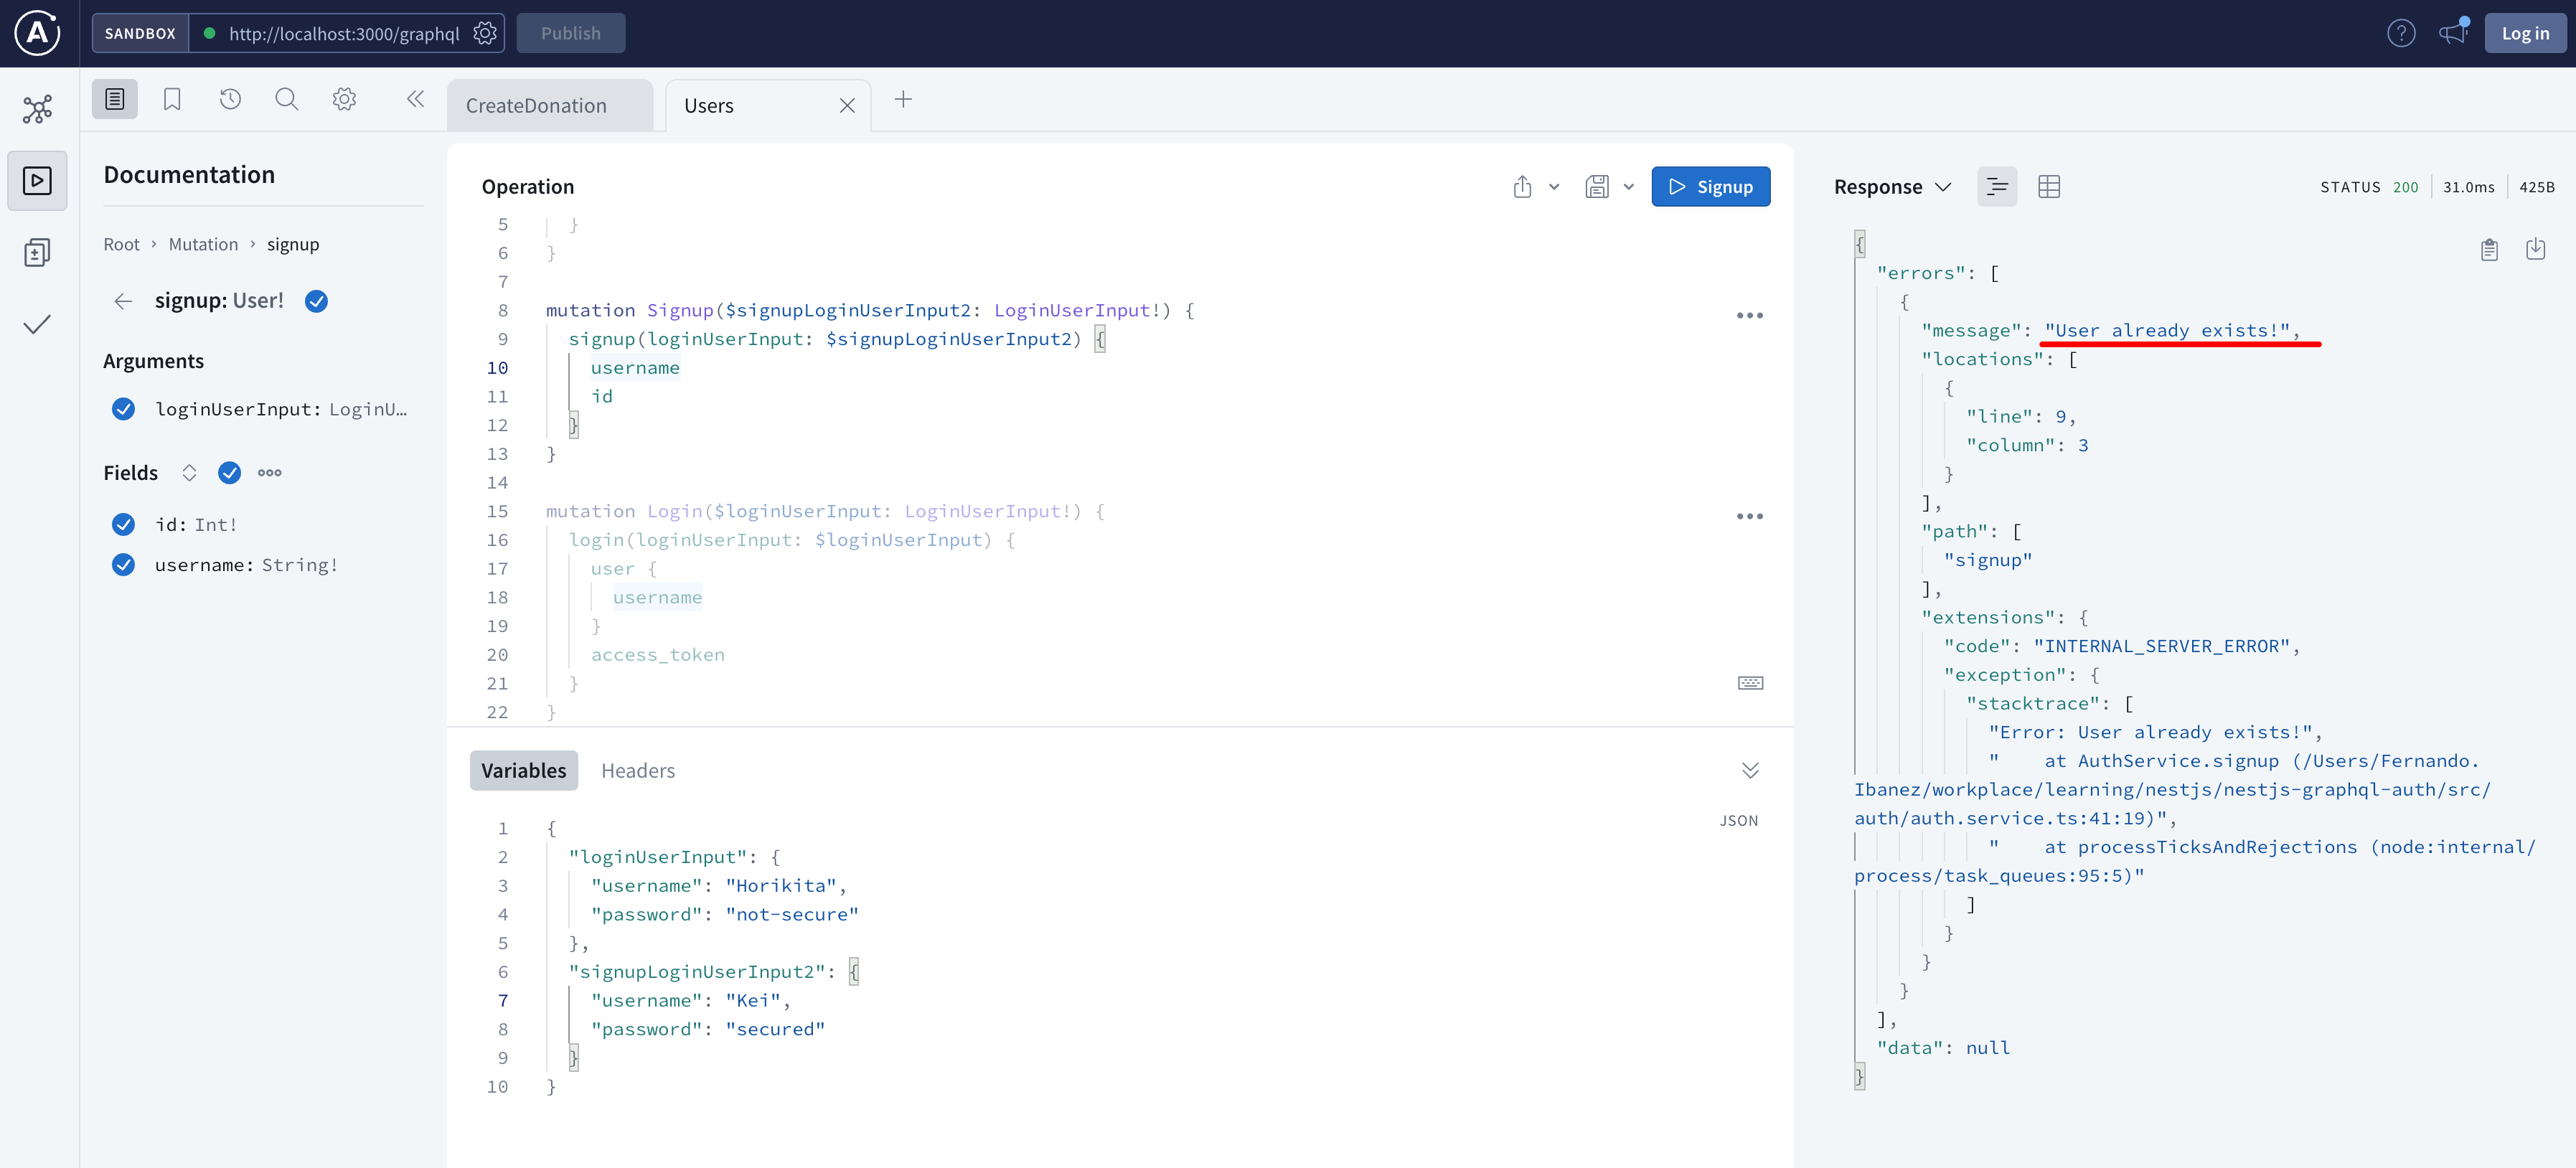 A
SANDBOX
http://localhost:3000/graphql
Publish
?
Log in
CreateDonation
Users
Documentation
Root › Mutation › signup
signup: User!
Arguments
loginUserInput: LoginU...
Fields
id: Int!
username: String!
Operation
Signup
5 }
6 }
7
8 mutation Signup($signupLoginUserInput2: LoginUserInput!) {
9 signup(loginUserInput: $signupLoginUserInput2) {
10 username
11 id
12 }
13 }
14
15 mutation Login($loginUserInput: LoginUserInput!) {
16 login(loginUserInput: $loginUserInput) {
17 user {
18 username
19 }
20 access_token
21 }
22 }
Variables
Headers
JSON
1 {
2 "loginUserInput": {
3 "username": "Horikita",
4 "password": "not-secure"
5 },
6 "signupLoginUserInput2": {
7 "username": "Kei",
8 "password": "secured"
9 }
10 }
Response
STATUS 200
31.0ms
425B
{
"errors": [
{
"message": "User already exists!",
"locations": [
{
"line": 9,
"column": 3
}
],
"path": [
"signup"
],
"extensions": {
"code": "INTERNAL_SERVER_ERROR",
"exception": {
"stacktrace": [
"Error: User already exists!",
"    at AuthService.signup (/Users/Fernando.
Ibanez/workplace/learning/nestjs/nestjs-graphql-auth/src/
auth/auth.service.ts:41:19)",
"    at processTicksAndRejections (node:internal/
process/task_queues:95:5)"
]
}
}
}
],
"data": null
}